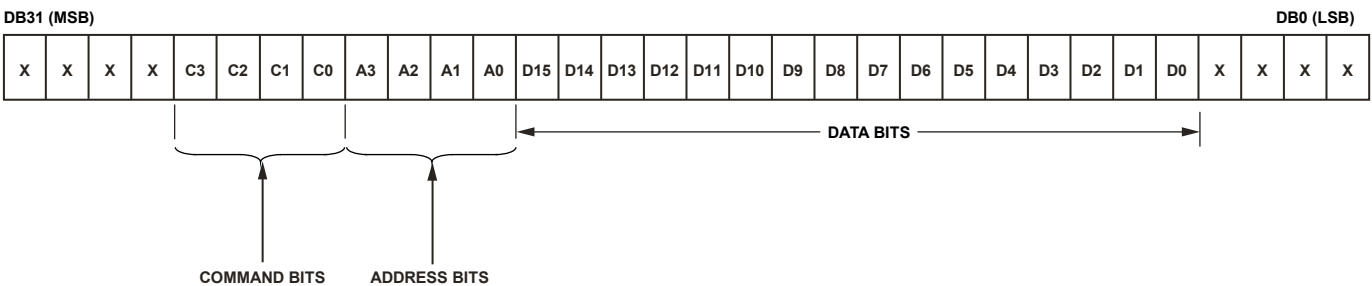 DB31 (MSB) DB0 (LSB)
X X X X C3 C2 C1 C0 A3 A2 A1 A0 D15 D14 D13 D12 D11 D10 D9 D8 D7 D6 D5 D4 D3 D2 D1 D0 X X X X
DATA BITS
COMMAND BITS ADDRESS BITS